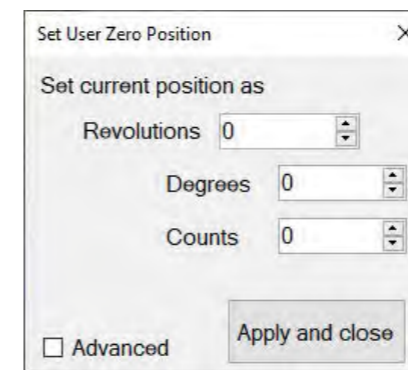 Set User Zero Position
Set current position as
Revolutions 0
Degrees 0
Counts 0
Advanced
Apply and close